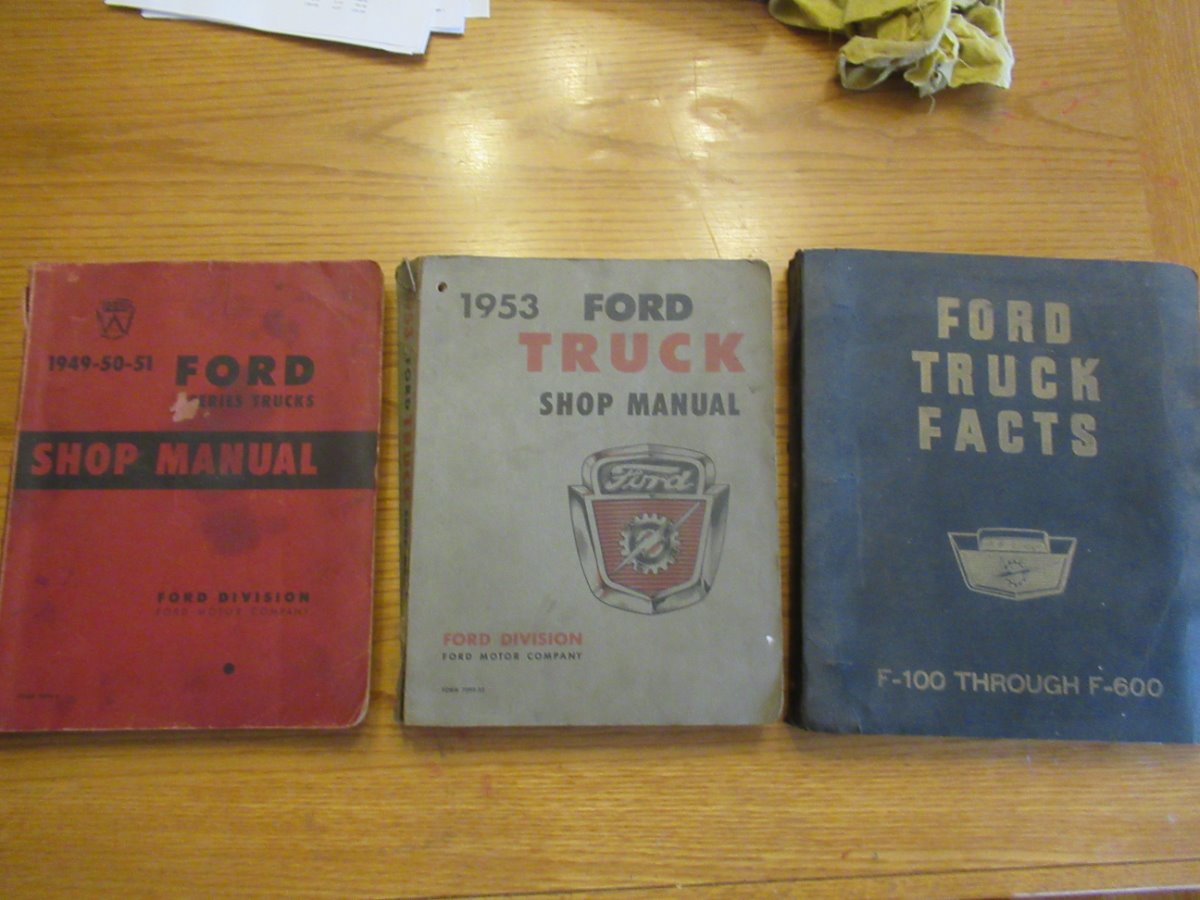 1949-50-51 FORD
SERIES TRUCKS
SHOP MANUAL
FORD DIVISION
FORD MOTOR COMPANY
1953 FORD
TRUCK
SHOP MANUAL
Ford
FORD DIVISION
FORD MOTOR COMPANY
FORD
TRUCK
FACTS
F-100 THROUGH F-600